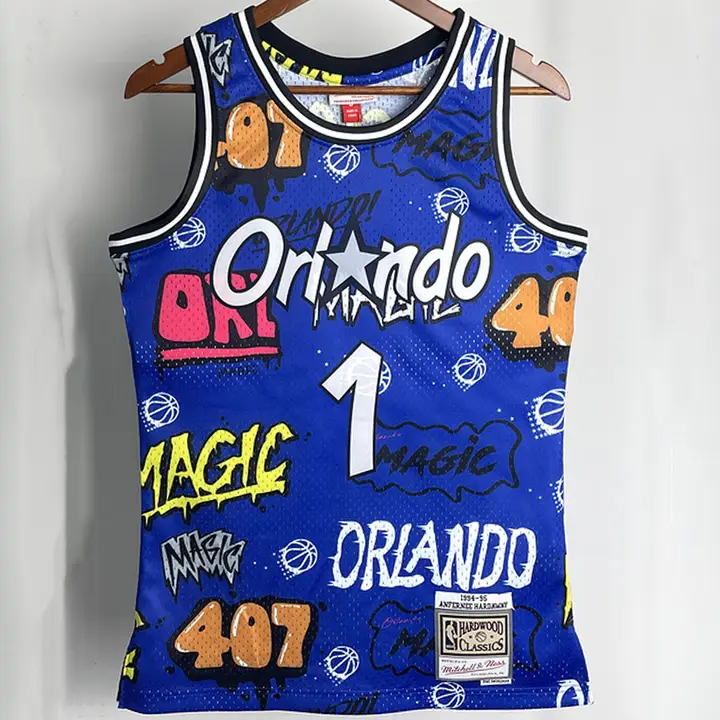 407
MAGI
ORLANDO!
Orlando
MAGIC
ORL
40
1
MAGIC
MAGIC
MAGIC
ORLANDO
407
1994-95
ANFERNEE HARDAWAY
HARDWOOD
CLASSICS
Mitchell & Ness